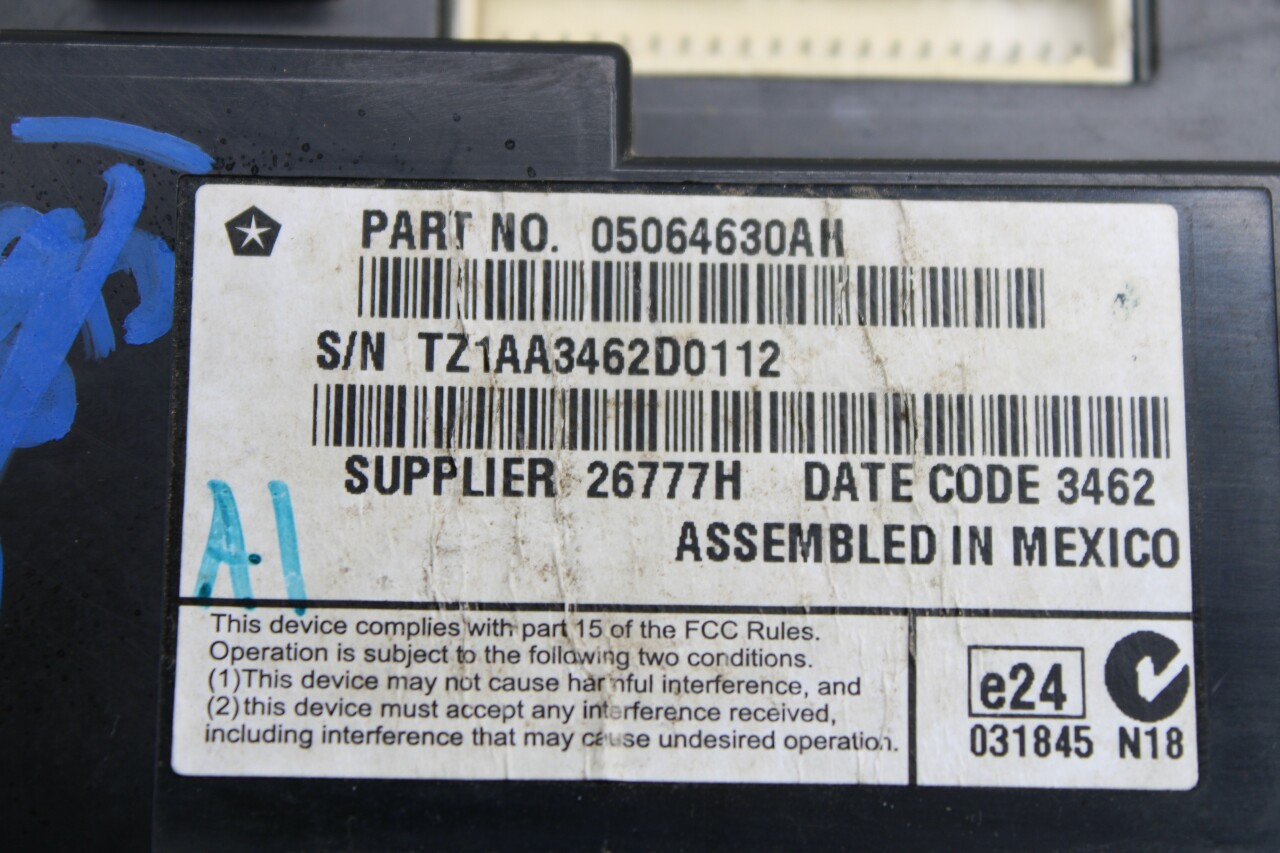 PART NO. 05064630AH
S/N TZ1AA3462D0112
SUPPLIER 26777H DATE CODE 3462
ASSEMBLED IN MEXICO
A1
This device complies with part 15 of the FCC Rules.
Operation is subject to the following two conditions.
(1)This device may not cause harmful interference, and
(2)this device must accept any interference received,
including interference that may cause undesired operation.
e24
031845 N18